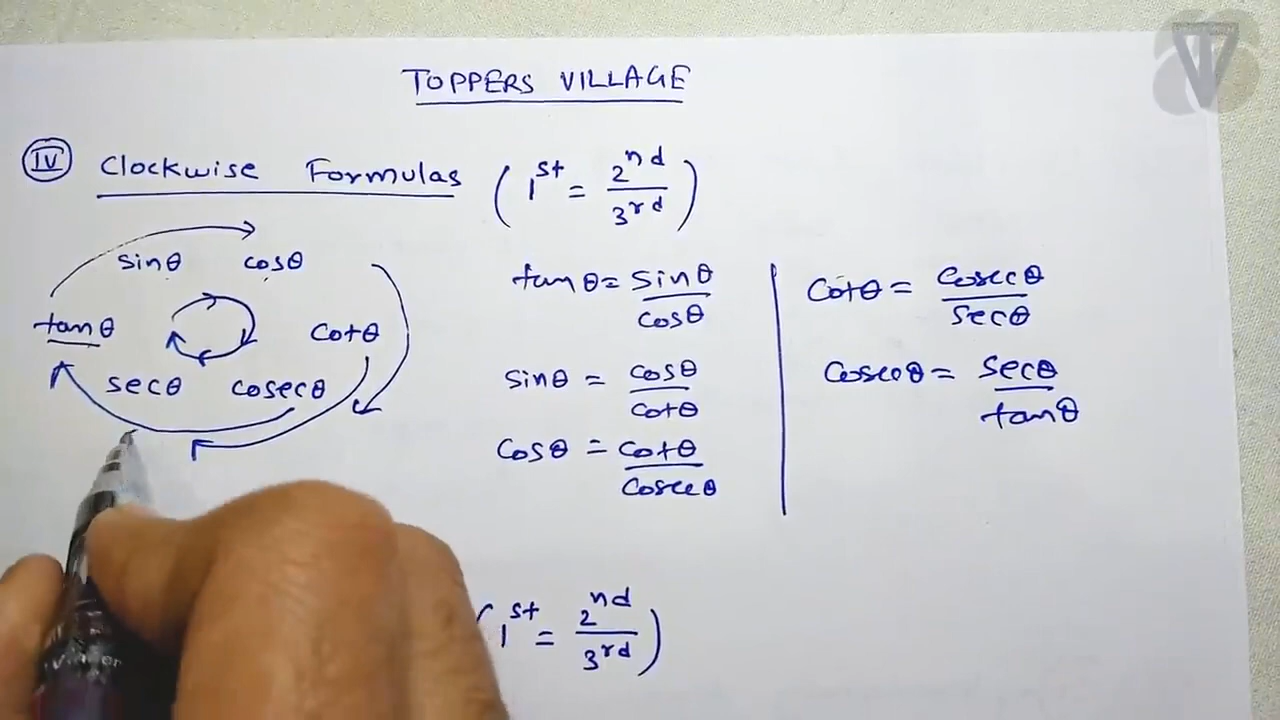 TOPPERS VILLAGE
IV Clockwise Formulas ( 1st = 2nd / 3rd )
sinθ cosθ
tanθ cotθ
secθ cosecθ
tanθ = sinθ / cosθ
sinθ = cosθ / cotθ
cosθ = cotθ / cosecθ
cotθ = cosecθ / secθ
cosecθ = secθ / tanθ
( 1st = 2nd / 3rd )